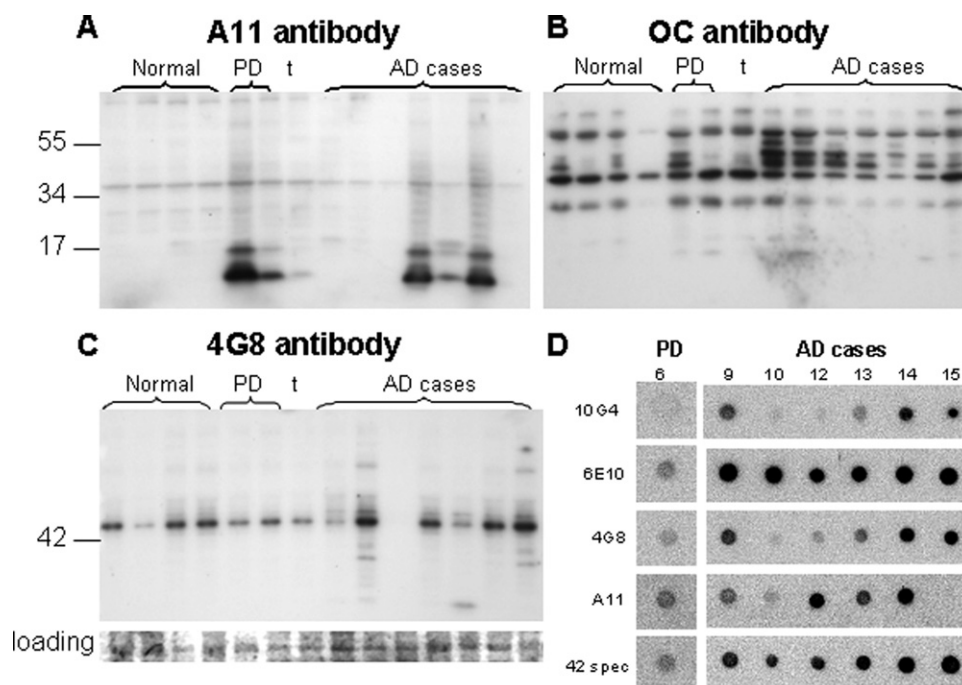 A
A11 antibody
Normal PD t AD cases
55
34
17
B
OC antibody
Normal PD t AD cases
C
4G8 antibody
Normal PD t AD cases
42
loading
D
PD AD cases
6 9 10 12 13 14 15
10 G4
6E10
4G8
A11
42 spec